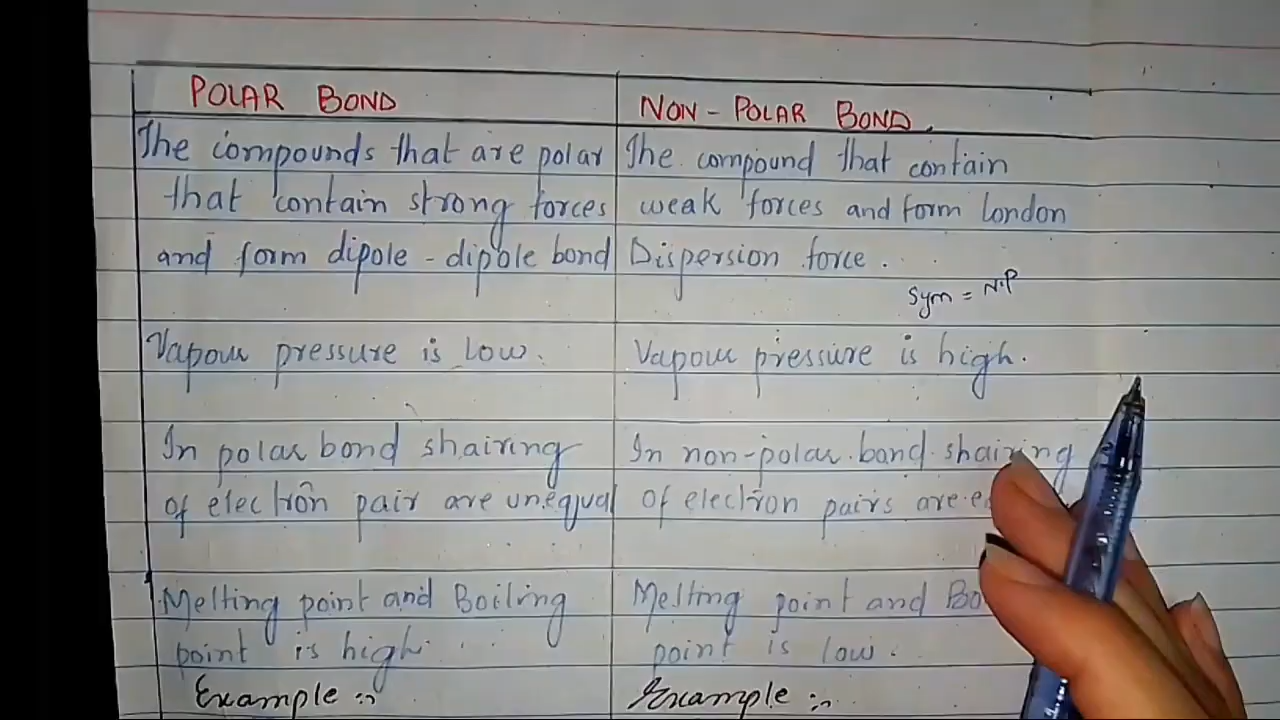 POLAR BOND
The compounds that are polar
that contain strong forces
and form dipole - dipole bond
Vapour pressure is low.
In polar bond shairing
of electron pair are unequal
Melting point and Boiling
point is high.
Example :-
NON - POLAR BOND.
The compound that contain
weak forces and form london
Dispersion force.
Sym = N.P
Vapour pressure is high.
In non-polar bond shairing
of electron pairs are
Melting point and
point is low.
Example :-